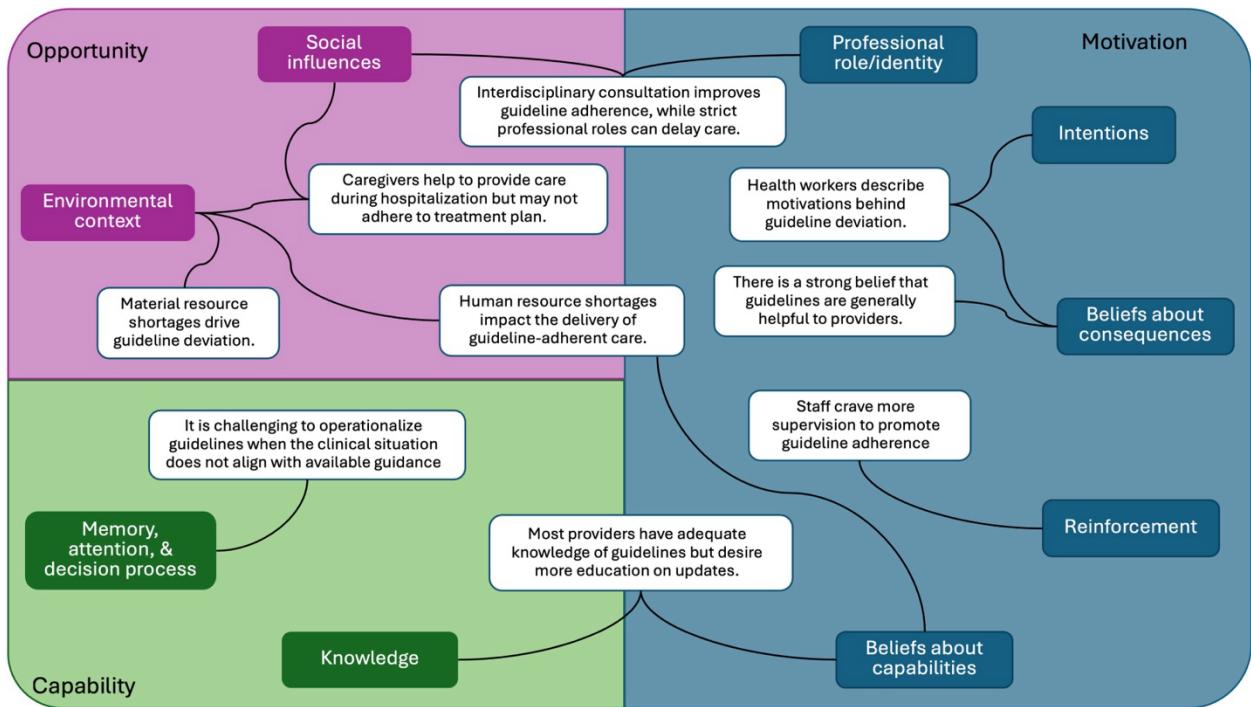 Opportunity
Social
influences
Professional
role/identity
Motivation
Interdisciplinary consultation improves
guideline adherence, while strict
professional roles can delay care.
Intentions
Environmental
context
Caregivers help to provide care
during hospitalization but may not
adhere to treatment plan.
Health workers describe
motivations behind
guideline deviation.
Material resource
shortages drive
guideline deviation.
Human resource shortages
impact the delivery of
guideline-adherent care.
There is a strong belief that
guidelines are generally
helpful to providers.
Beliefs about
consequences
It is challenging to operationalize
guidelines when the clinical situation
does not align with available guidance
Staff crave more
supervision to promote
guideline adherence
Memory,
attention, &
decision process
Most providers have adequate
knowledge of guidelines but desire
more education on updates.
Reinforcement
Knowledge
Beliefs about
capabilities
Capability